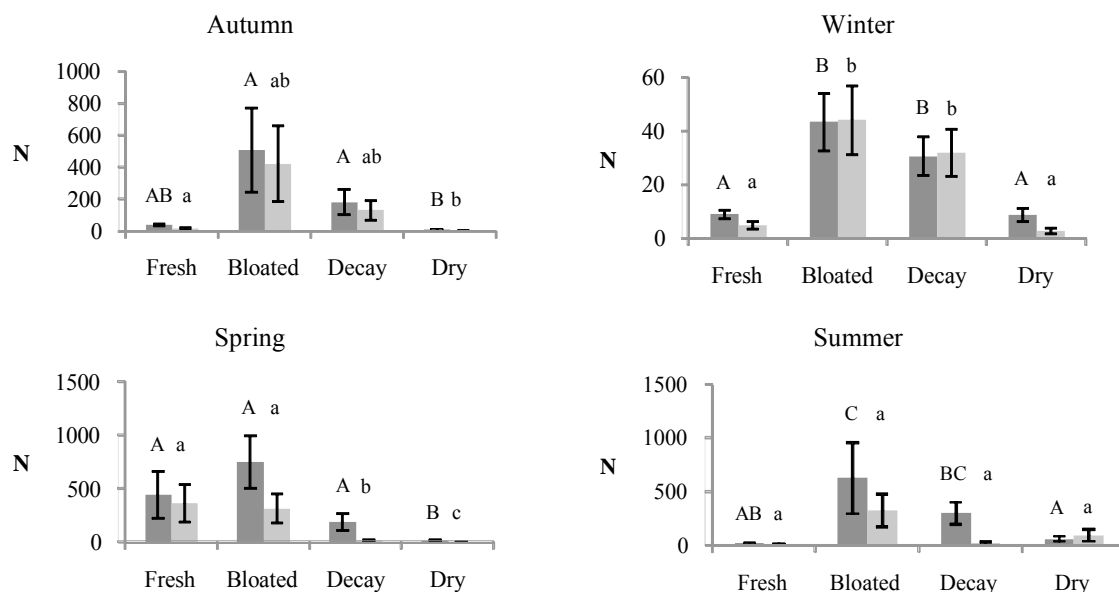 Autumn
1000
800
600
400
200
0
N
AB a
A ab
A ab
B b
Fresh Bloated Decay Dry
Winter
60
40
20
0
N
A a
B b
B b
A a
Fresh Bloated Decay Dry
Spring
1500
1000
500
0
N
A a
A a
A b
B c
Fresh Bloated Decay Dry
Summer
1500
1000
500
0
N
AB a
C a
BC a
A a
Fresh Bloated Decay Dry